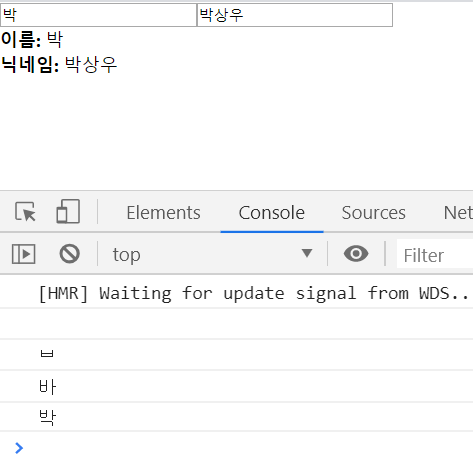 박 박상우
이름: 박
닉네임: 박상우
Elements Console Sources Net
top Filter
[HMR] Waiting for update signal from WDS..
ㅂ
바
박